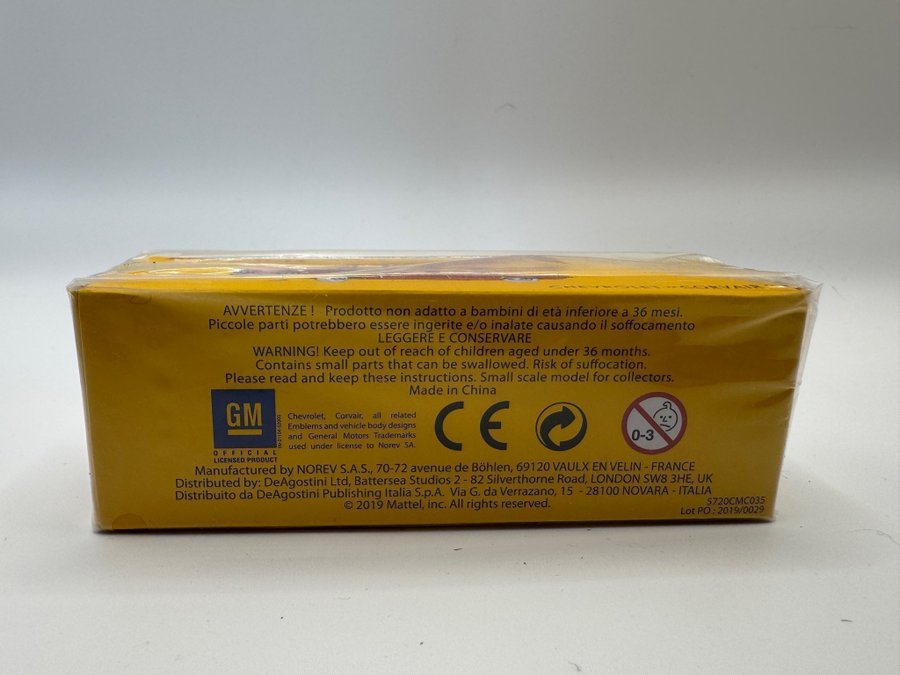 CHEVROLET "CORVAIR"
AVVERTENZE ! Prodotto non adatto a bambini di età inferiore a 36 mesi.
Piccole parti potrebbero essere ingerite e/o inalate causando il soffocamento
LEGGERE E CONSERVARE
WARNING! Keep out of reach of children aged under 36 months.
Contains small parts that can be swallowed. Risk of suffocation.
Please read and keep these instructions. Small scale model for collectors.
Made in China
GM
OFFICIAL
LICENSED PRODUCT
Chevrolet, Corvair, all related
Emblems and vehicle body designs
and General Motors Trademarks
used under license to Norev SA.
CE
0-3
Manufactured by NOREV S.A.S., 70-72 avenue de Böhlen, 69120 VAULX EN VELIN - FRANCE
Distributed by: DeAgostini Ltd, Battersea Studios 2 - 82 Silverthorne Road, LONDON SW8 3HE, UK
Distribuito da DeAgostini Publishing Italia S.p.A. Via G. da Verrazano, 15 - 28100 NOVARA - ITALIA
© 2019 Mattel, inc. All rights reserved.
5720CMC035
Lot PO : 2019/0029